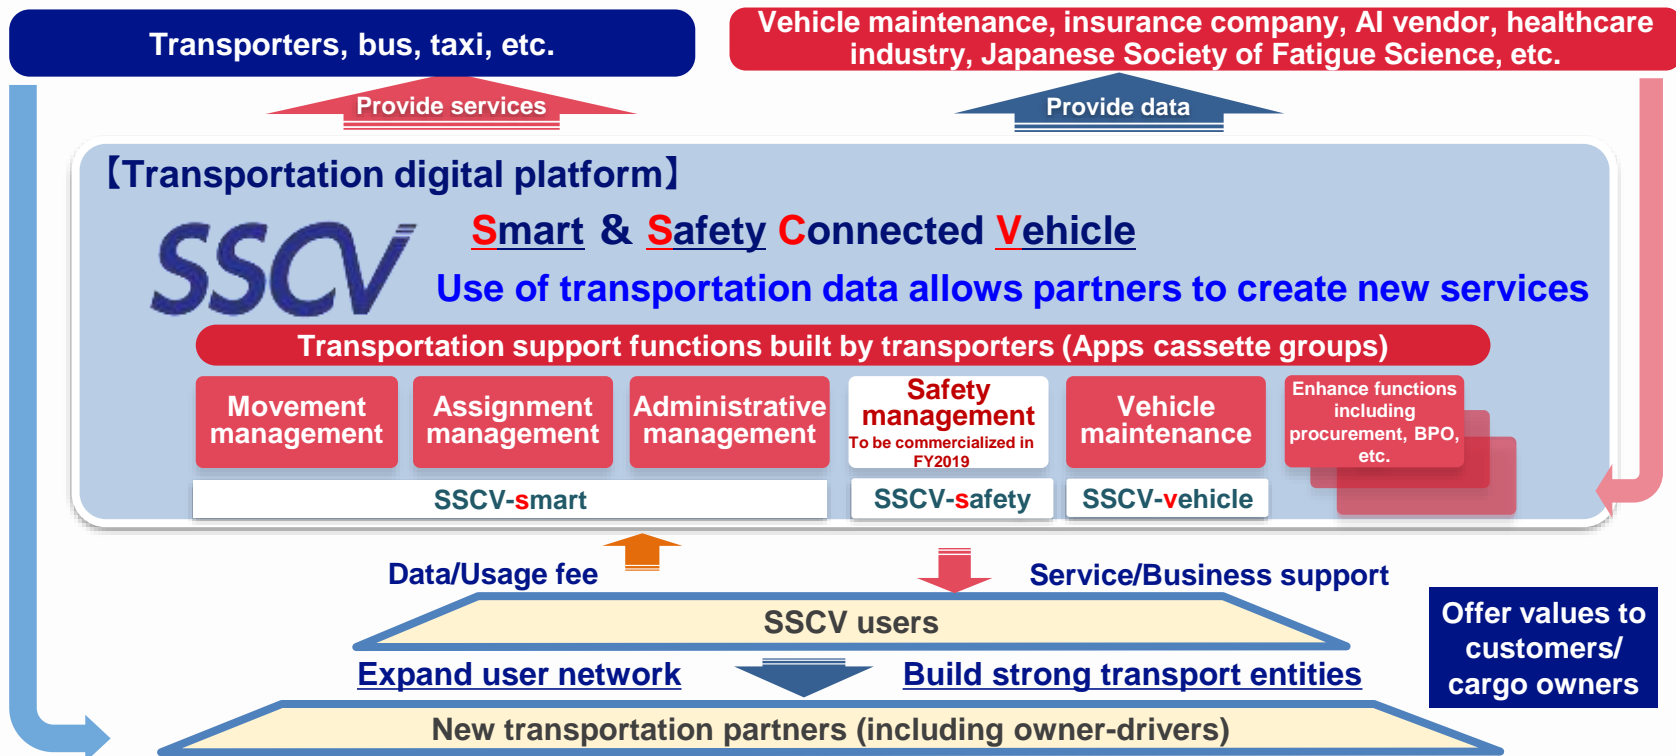 Transporters, bus, taxi, etc.
Vehicle maintenance, insurance company, AI vendor, healthcare
industry, Japanese Society of Fatigue Science, etc.
Provide services
Provide data
【Transportation digital platform】
SSCV
Smart & Safety Connected Vehicle
Use of transportation data allows partners to create new services
Transportation support functions built by transporters (Apps cassette groups)
Movement
management
Assignment
management
Administrative
management
Safety
management
To be commercialized in
FY2019
Vehicle
maintenance
Enhance functions
including
procurement, BPO,
etc.
SSCV-smart
SSCV-safety
SSCV-vehicle
Data/Usage fee
Service/Business support
SSCV users
Expand user network
Build strong transport entities
Offer values to
customers/
cargo owners
New transportation partners (including owner-drivers)